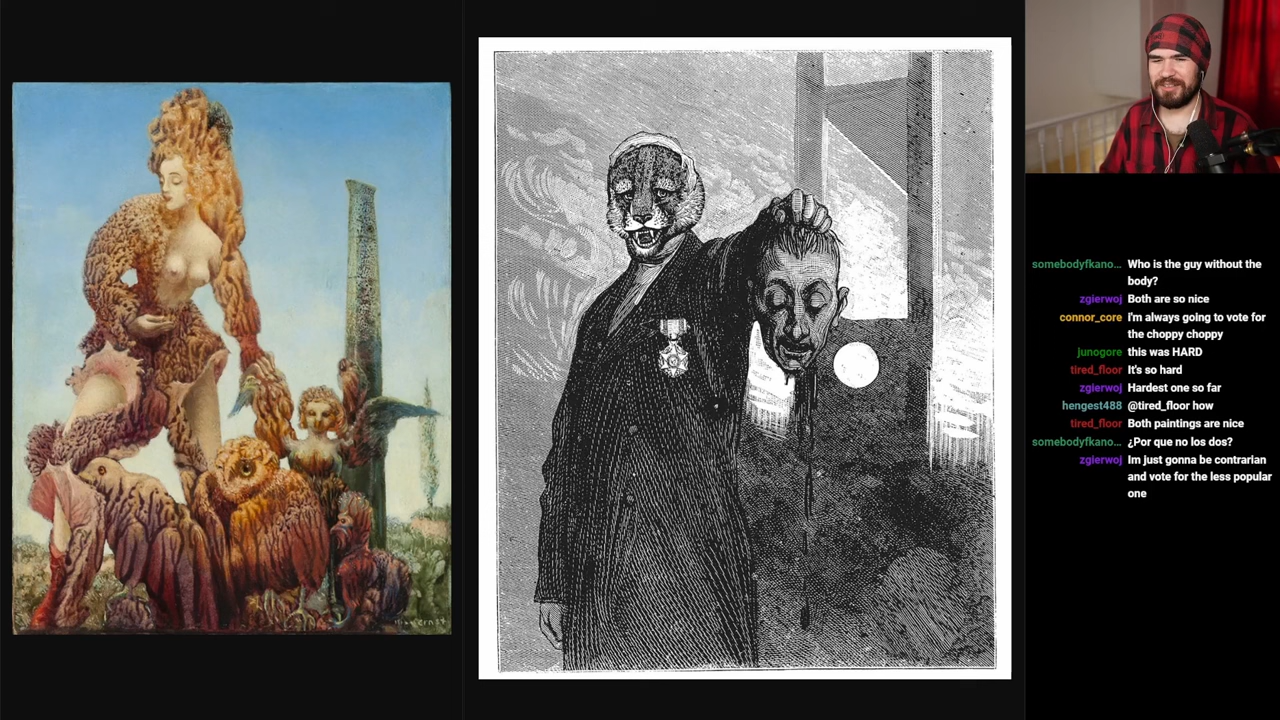 max ernst
somebodyfkano... Who is the guy without the
body?
zgierwoj Both are so nice
connor_core I'm always going to vote for
the choppy choppy
junogore this was HARD
tired_floor It's so hard
zgierwoj Hardest one so far
hengest488 @tired_floor how
tired_floor Both paintings are nice
somebodyfkano... ¿Por que no los dos?
zgierwoj Im just gonna be contrarian
and vote for the less popular
one